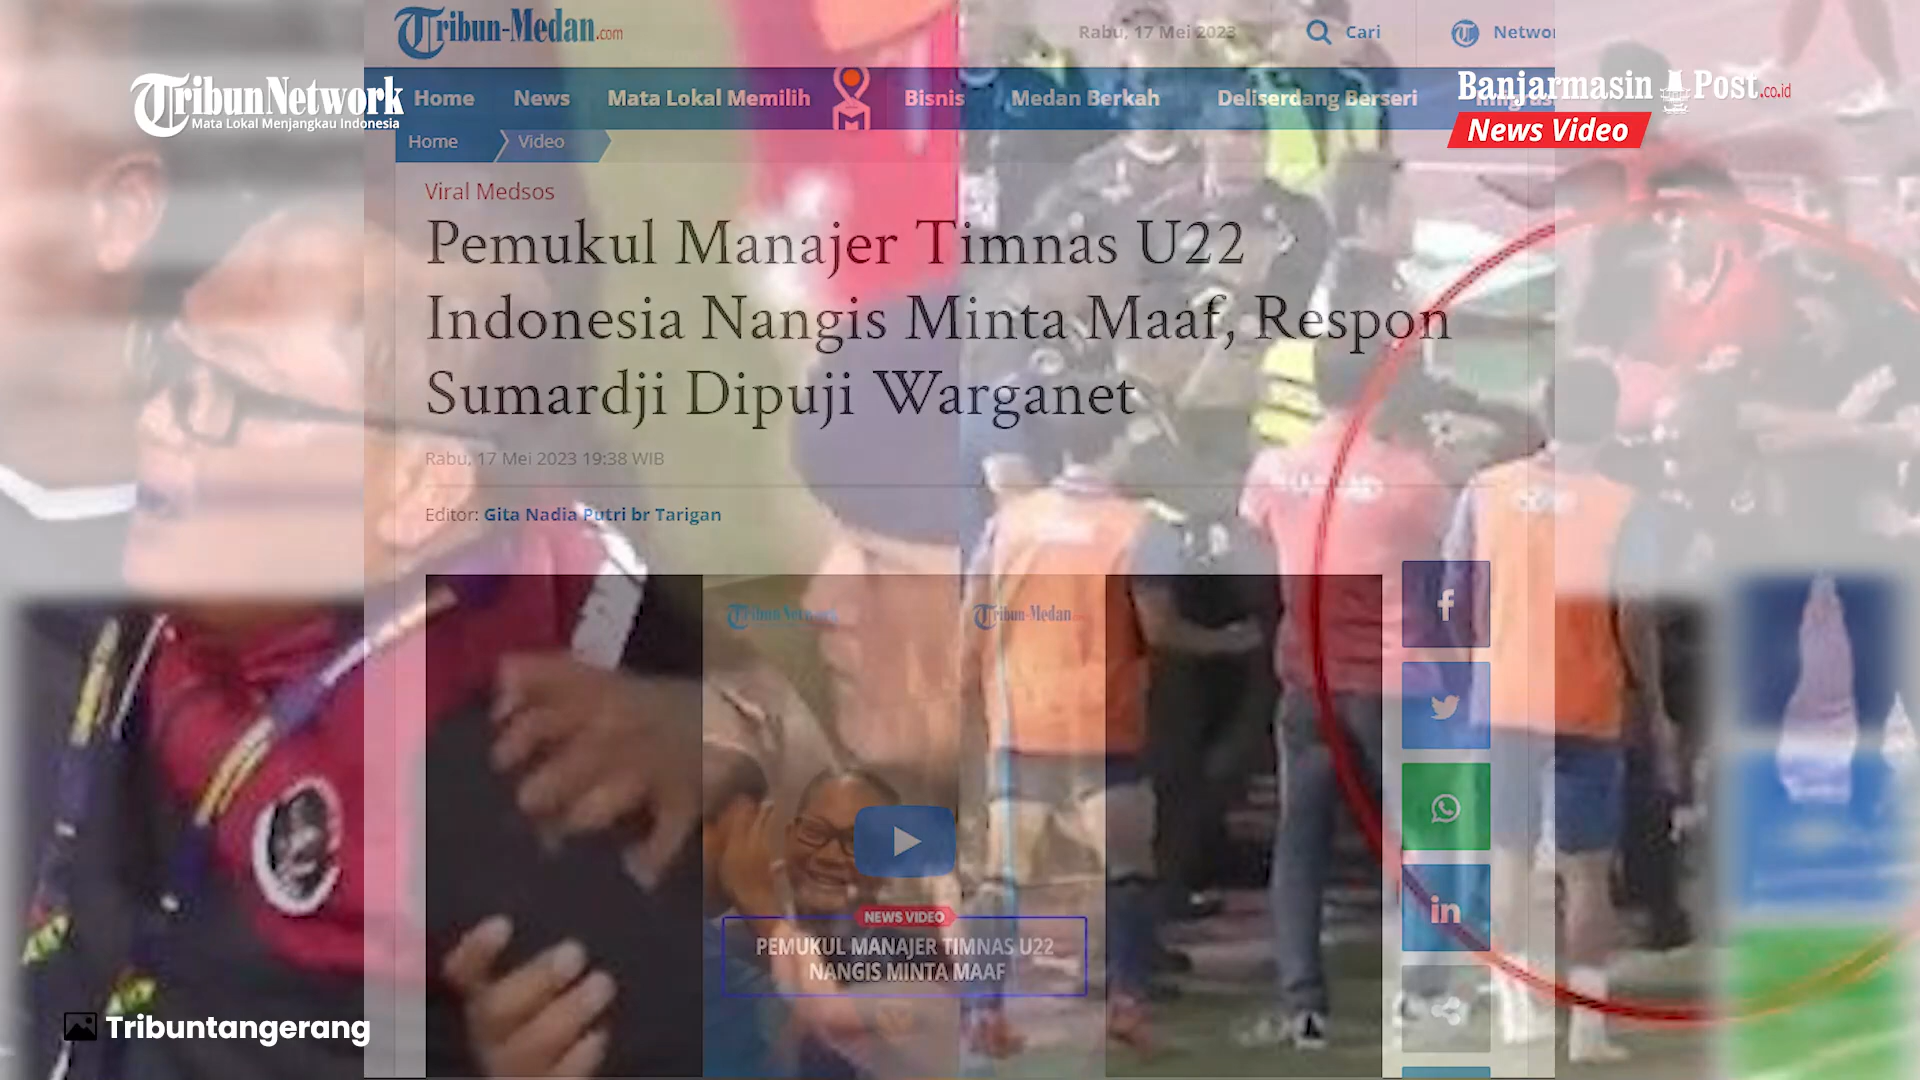 Tribun-Medan.com
Rabu, 17 Mei 2023
Cari
TribunNetwork
Mata Lokal Menjangkau Indonesia
Banjarmasin Post.co.id
News Video
Home
News
Mata Lokal Memilih
Bisnis
Medan Berkah
Deliserdang Berseri
Home
Video
Viral Medsos
Pemukul Manajer Timnas U22
Indonesia Nangis Minta Maaf, Respon
Sumardji Dipuji Warganet
Rabu, 17 Mei 2023 19:38 WIB
Editor: Gita Nadia Putri br Tarigan
TribunNetwork
Tribun-Medan
NEWS VIDEO
PEMUKUL MANAJER TIMNAS U22
NANGIS MINTA MAAF
Tribuntangerang